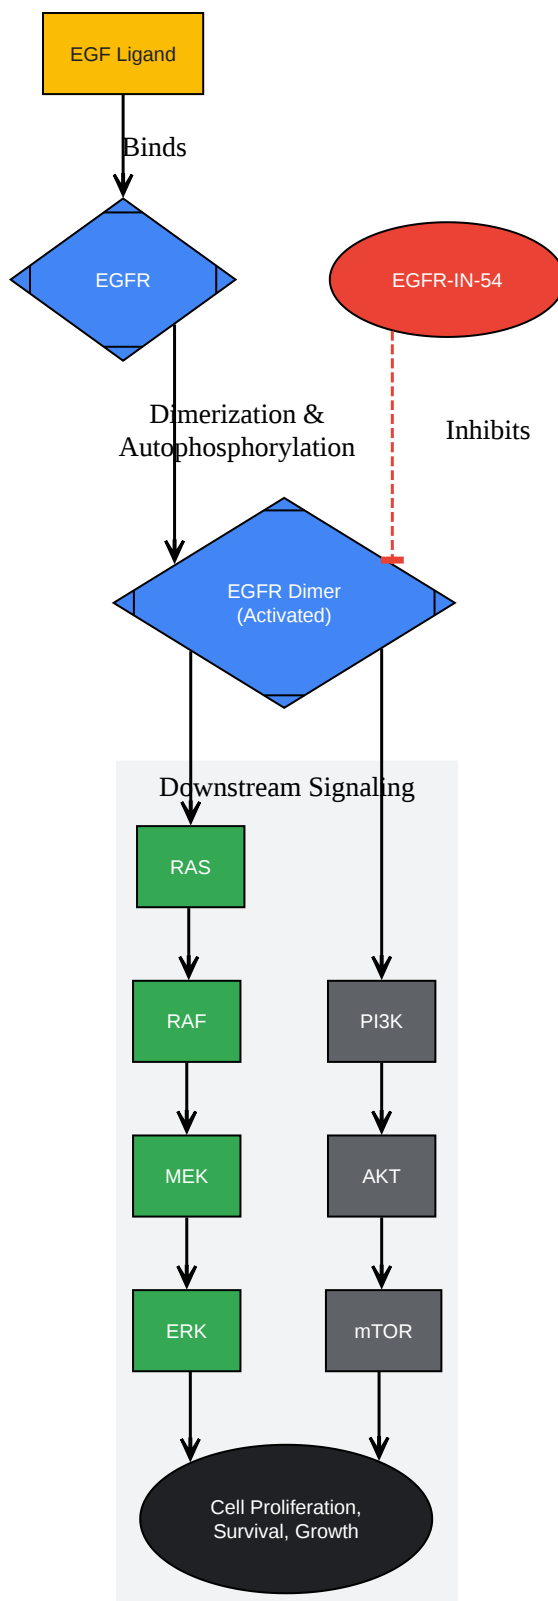 EGF Ligand
Binds
EGFR
EGFR-IN-54
Dimerization &
Autophosphorylation
Inhibits
EGFR Dimer
(Activated)
Downstream Signaling
RAS
RAF
PI3K
MEK
AKT
ERK
mTOR
Cell Proliferation,
Survival, Growth